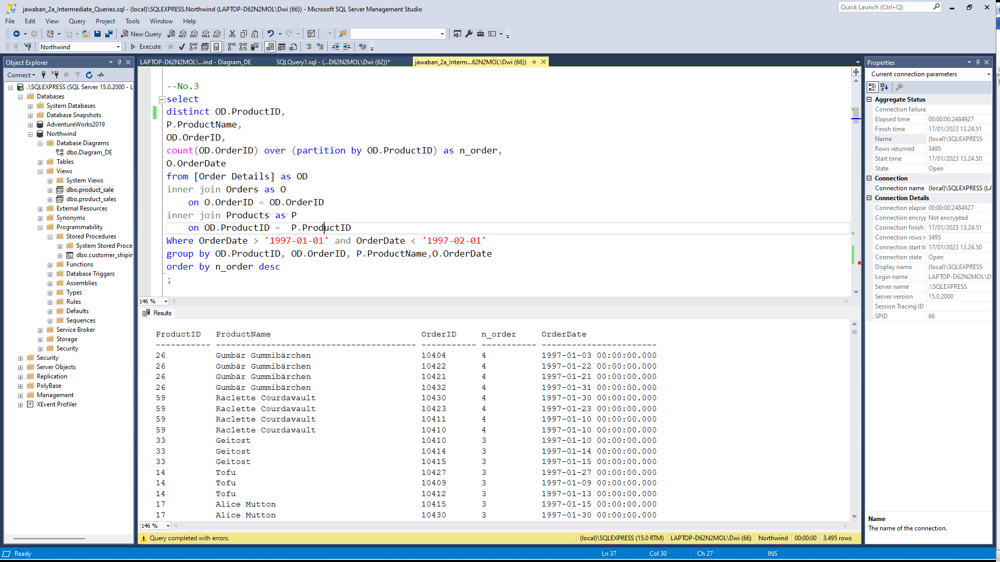 jawaban_2a_Intermediate_Queries.sql - (local)\SQLEXPRESS.Northwind (LAPTOP-D62N2MOL\Dwi (66)) - Microsoft SQL Server Management Studio
Quick Launch (Ctrl+Q)
File Edit View Query Project Tools Window Help
New Query
MDX DMX XMLA DAX
Northwind
Execute
Object Explorer
LAPTOP-D62N2MOL\...ind - Diagram_DE
SQLQuery1.sql - (...D62N2MOL\Dwi (62))*
jawaban_2a_Interm...62N2MOL\Dwi (66))
Connect
.\SQLEXPRESS (SQL Server 15.0.2000 - L
Databases
System Databases
Database Snapshots
AdventureWorks2019
Northwind
Database Diagrams
dbo.Diagram_DE
Tables
Views
System Views
dbo.product_sale
dbo.product_sales
External Resources
Synonyms
Programmability
Stored Procedures
System Stored Proce
dbo.customer_shipir
Functions
Database Triggers
Assemblies
Types
Rules
Defaults
Sequences
Service Broker
Storage
Security
Security
Server Objects
Replication
PolyBase
Management
XEvent Profiler
--No.3
select
distinct OD.ProductID,
P.ProductName,
OD.OrderID,
count(OD.OrderID) over (partition by OD.ProductID) as n_order,
O.OrderDate
from [Order Details] as OD
inner join Orders as O
on O.OrderID = OD.OrderID
inner join Products as P
on OD.ProductID =  P.ProductID
Where OrderDate > '1997-01-01' and OrderDate < '1997-02-01'
group by OD.ProductID, OD.OrderID, P.ProductName,O.OrderDate
order by n_order desc
;
146 %
Results
ProductID ProductName OrderID n_order OrderDate
----------- ---------------------------------------- ----------- ----------- -----------------------
26 Gumbär Gummibärchen 10404 4 1997-01-03 00:00:00.000
26 Gumbär Gummibärchen 10422 4 1997-01-22 00:00:00.000
26 Gumbär Gummibärchen 10421 4 1997-01-21 00:00:00.000
26 Gumbär Gummibärchen 10432 4 1997-01-31 00:00:00.000
59 Raclette Courdavault 10430 4 1997-01-30 00:00:00.000
59 Raclette Courdavault 10423 4 1997-01-23 00:00:00.000
59 Raclette Courdavault 10411 4 1997-01-10 00:00:00.000
59 Raclette Courdavault 10410 4 1997-01-10 00:00:00.000
33 Geitost 10410 3 1997-01-10 00:00:00.000
33 Geitost 10414 3 1997-01-14 00:00:00.000
33 Geitost 10415 3 1997-01-15 00:00:00.000
14 Tofu 10427 3 1997-01-27 00:00:00.000
14 Tofu 10409 3 1997-01-09 00:00:00.000
14 Tofu 10412 3 1997-01-13 00:00:00.000
17 Alice Mutton 10415 3 1997-01-15 00:00:00.000
17 Alice Mutton 10430 3 1997-01-30 00:00:00.000
146 %
Query completed with errors.
(local)\SQLEXPRESS (15.0 RTM) LAPTOP-D62N2MOL\Dwi (66) Northwind 00:00:00 3.495 rows
Properties
Current connection parameters
Aggregate Status
Connection failure
Elapsed time 00:00:00.2484927
Finish time 17/01/2023 13.24.51
Name (local)\SQLEXPRESS
Rows returned 3495
Start time 17/01/2023 13.24.50
State Open
Connection
Connection name (local)\SQLEXPRESS (LA
Connection Details
Connection elapse 00:00:00.2484927
Connection encryp Not encrypted
Connection finish 17/01/2023 13.24.51
Connection rows r 3495
Connection start ti 17/01/2023 13.24.50
Connection state Open
Display name (local)\SQLEXPRESS
Login name LAPTOP-D62N2MOL\D
Server name .\SQLEXPRESS
Server version 15.0.2000
Session Tracing ID
SPID 66
Name
The name of the connection.
Ready Ln 37 Col 30 Ch 27 INS